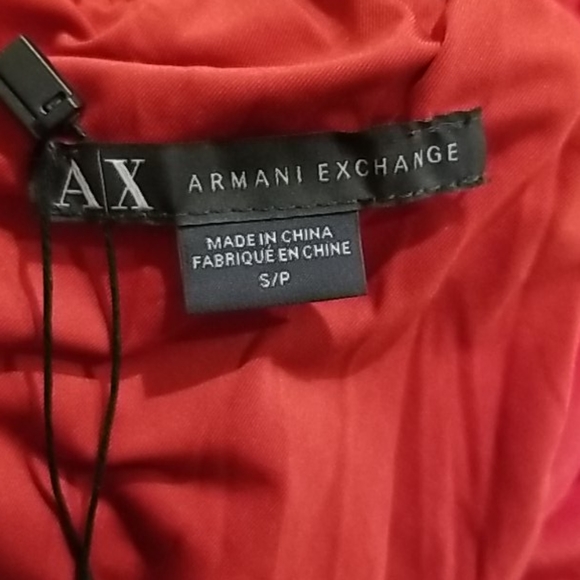 A|X ARMANI EXCHANGE
MADE IN CHINA
FABRIQUÉ EN CHINE
S/P